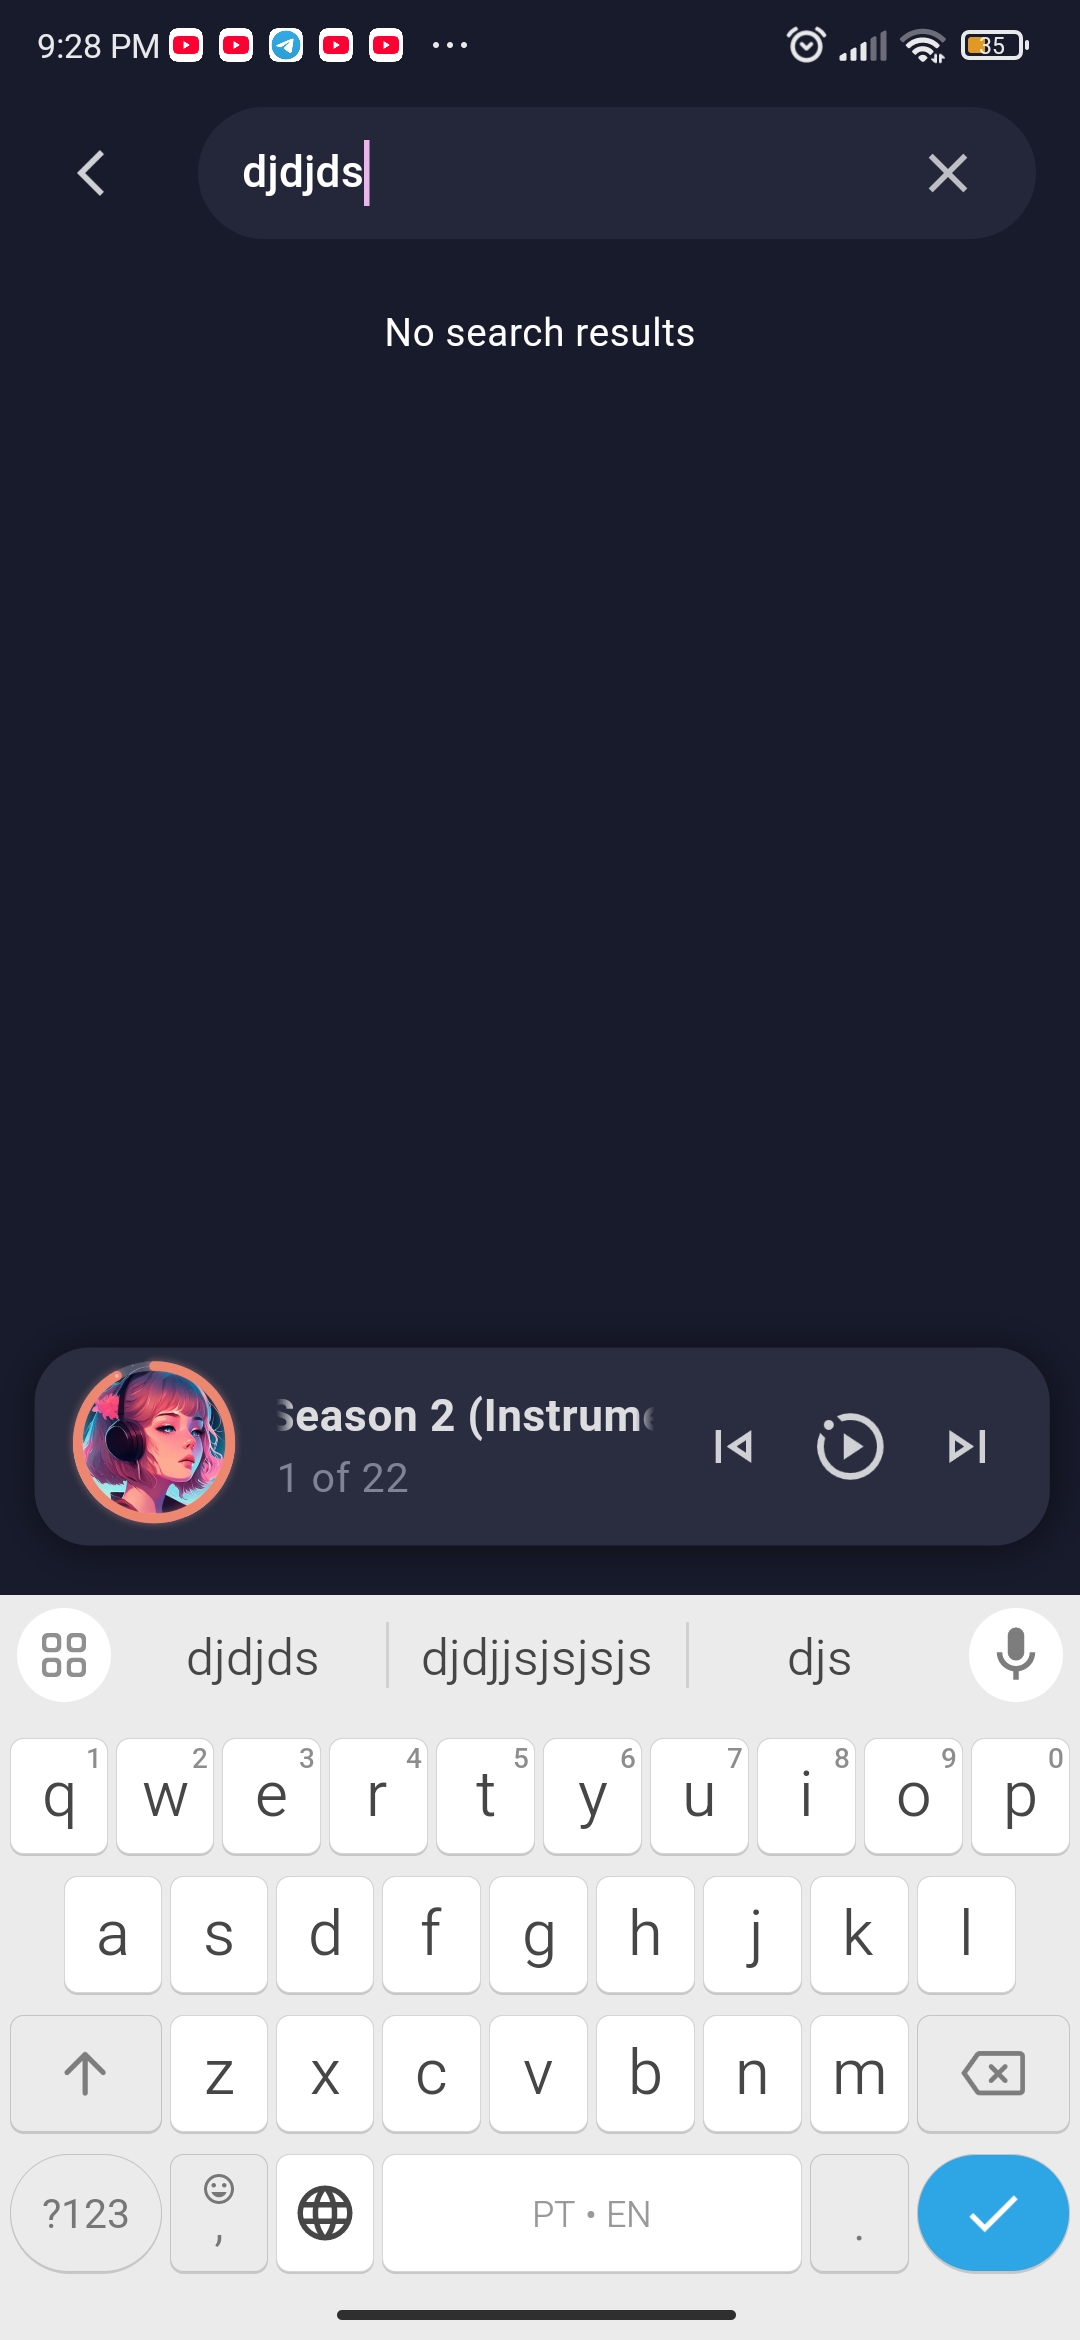 9:28 PM
35
djdjds
No search results
Season 2 (Instrume
1 of 22
djdjds djdjjsjsjsjs djs
1 2 3 4 5 6 7 8 9 0
q w e r t y u i o p
a s d f g h j k l
z x c v b n m
?123 , PT • EN .